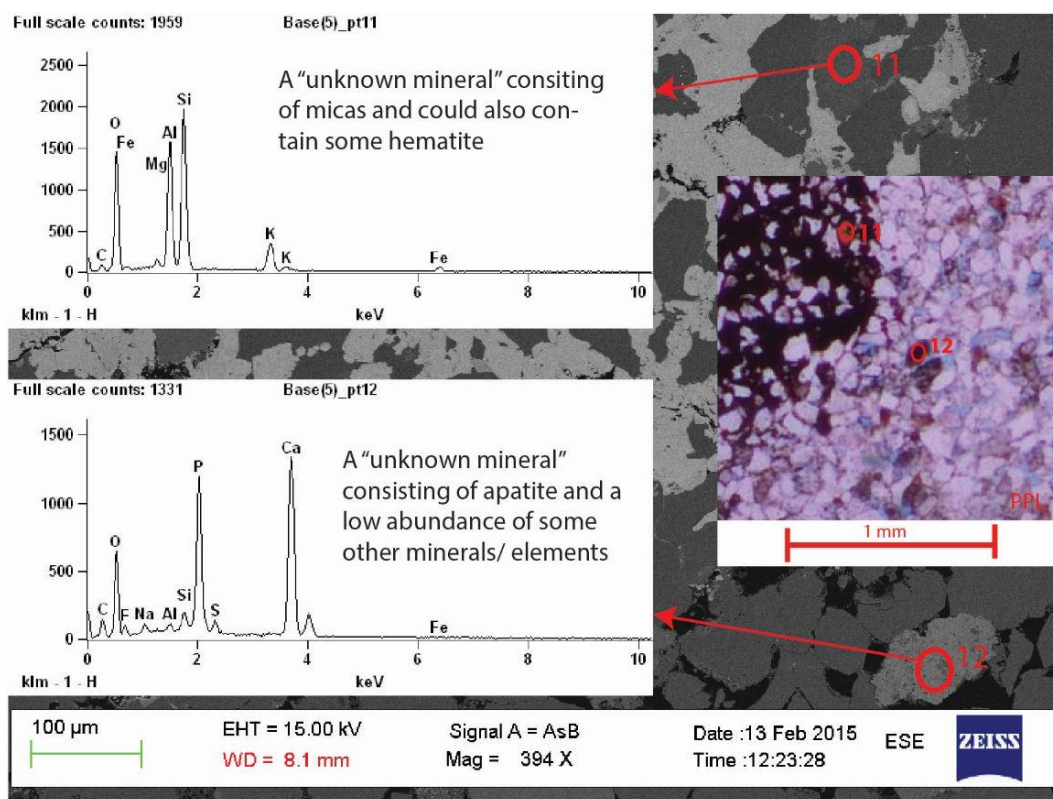 Full scale counts: 1959 Base(5)_pt11
A “unknown mineral” consiting
of micas and could also con-
tain some hematite
2500
2000
1500
1000
500
0
O
Fe
Mg
Al
Si
C
K
K
Fe
0 2 4 6 8 10
klm - 1 - H keV
11
11
12
PPL
1 mm
Full scale counts: 1331 Base(5)_pt12
A “unknown mineral”
consisting of apatite and a
low abundance of some
other minerals/ elements
1500
1000
500
0
C
O
F
Na
Al
Si
P
S
Ca
Fe
0 2 4 6 8 10
klm - 1 - H keV
12
100 µm
EHT = 15.00 kV Signal A = AsB Date :13 Feb 2015 ESE
WD = 8.1 mm Mag = 394 X Time :12:23:28
ZEISS